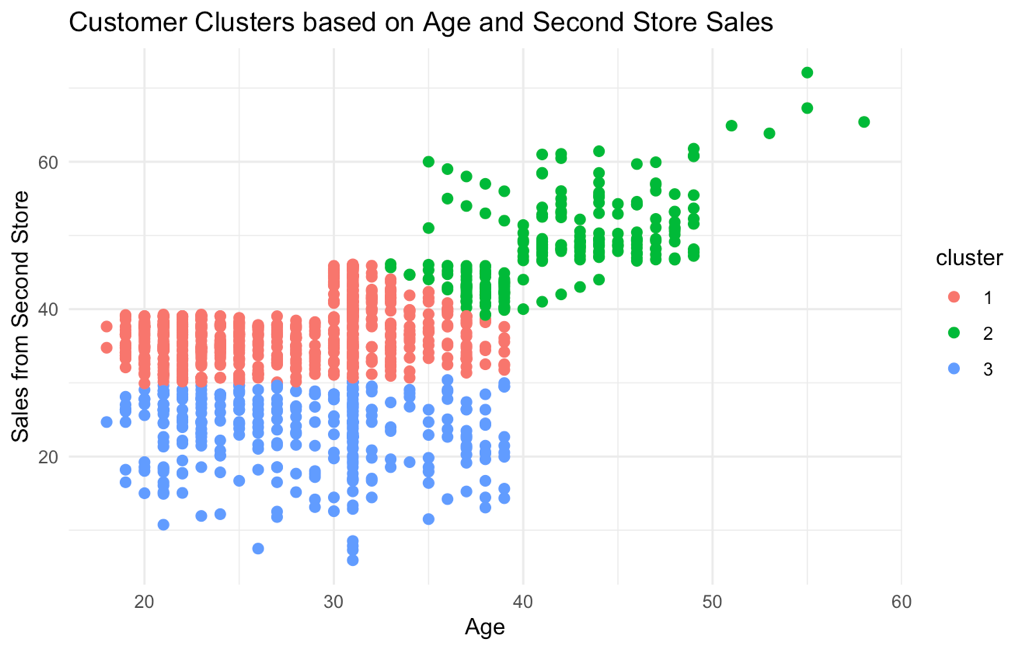 Customer Clusters based on Age and Second Store Sales
Sales from Second Store
60
40
20
20 30 40 50 60
Age
cluster
1
2
3